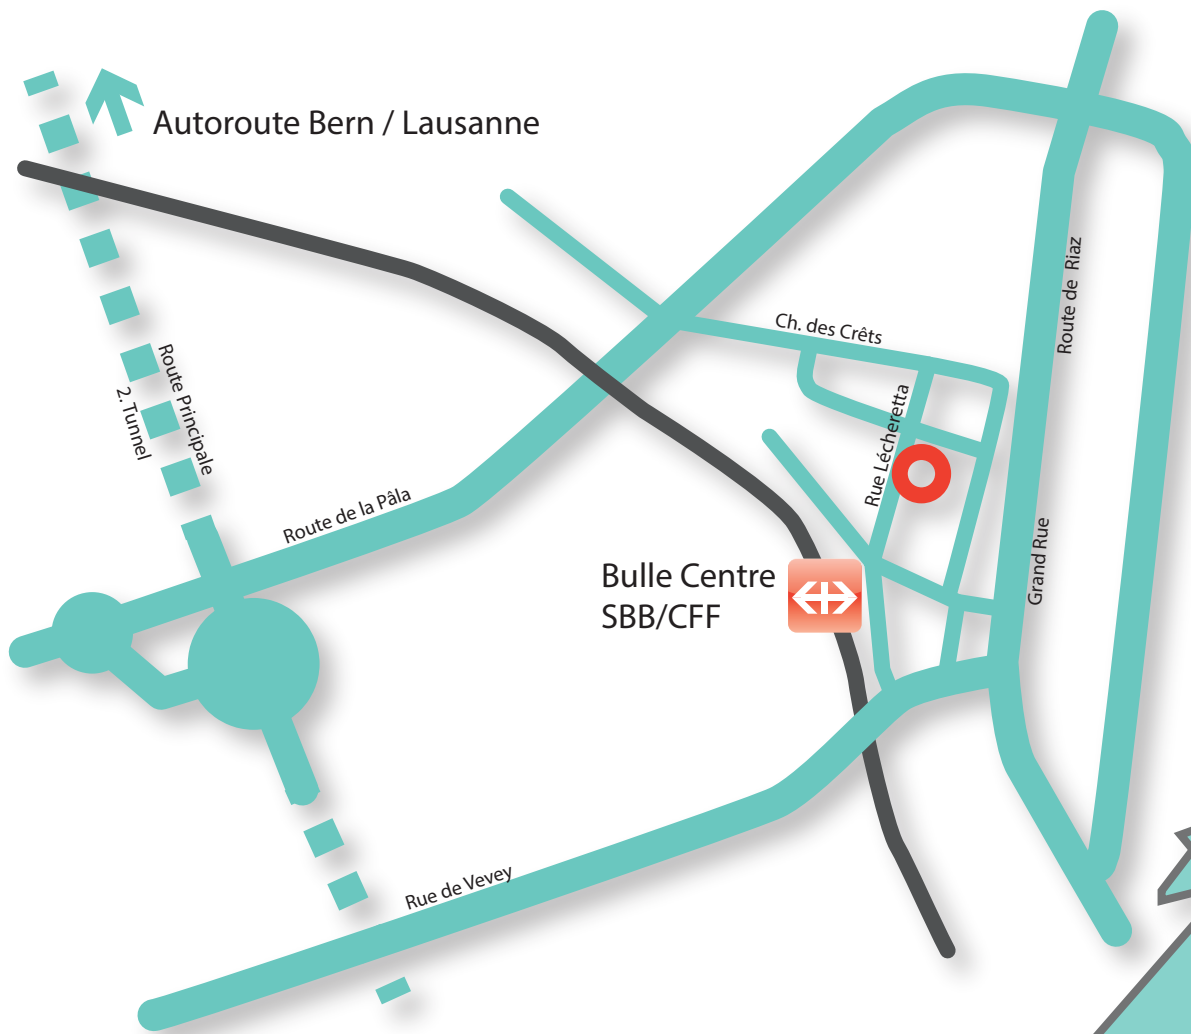 Autoroute Bern / Lausanne
Ch. des Crêts
Route de Riaz
Route Principale
2. Tunnel
Rue Lécheretta
Route de la Pâla
Grand Rue
Bulle Centre
SBB/CFF
Rue de Vevey